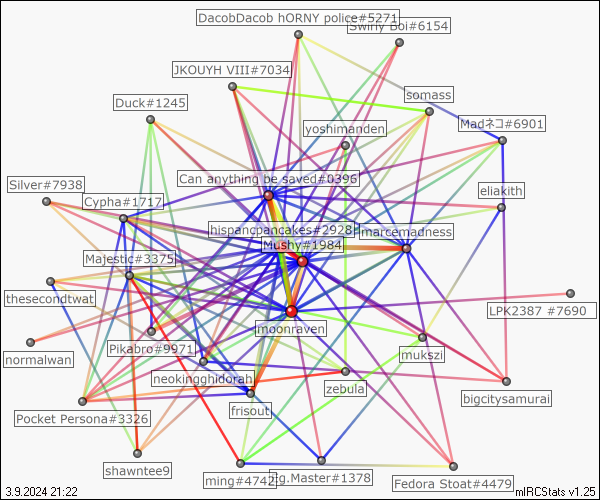 DacobDacob hORNY police#5271
Swirly Boi#6154
JKOUYH VIII#7034
somass
Duck#1245
yoshimanden
Madネコ#6901
Can anything be saved#0396
Silver#7938
eliakith
Cypha#1717
hispangpancakes#2928
marcemadness
Mushy#1984
Majestic#3375
thesecondtwat
LPK2387 #7690
moonraven
Pikabro#9971
normalwan
mukszi
neokingghidorah
zebula
bigcitysamurai
frisout
Pocket Persona#3326
shawntee9
ming#4742
g.Master#1378
Fedora Stoat#4479
3.9.2024 21:22
mIRCStats v1.25